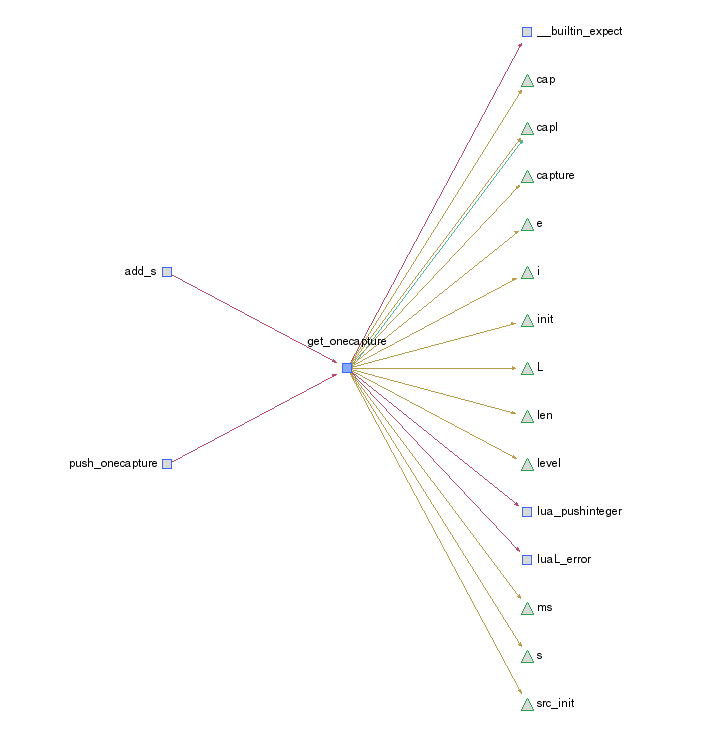 __builtin_expect
cap
capl
capture
e
add_s
i
init
get_onecapture
L
len
push_onecapture
level
lua_pushinteger
luaL_error
ms
s
src_init